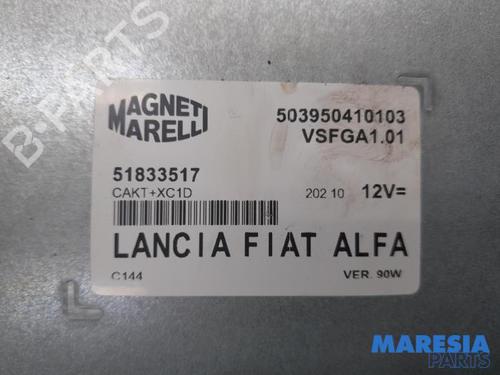 B-PARTS
MAGNETI
MARELLI
503950410103
VSFGA1.01
51833517
CAKT+XC1D
202 10 12V=
LANCIA FIAT ALFA
C144
VER. 90W
MARESIA
PARTS